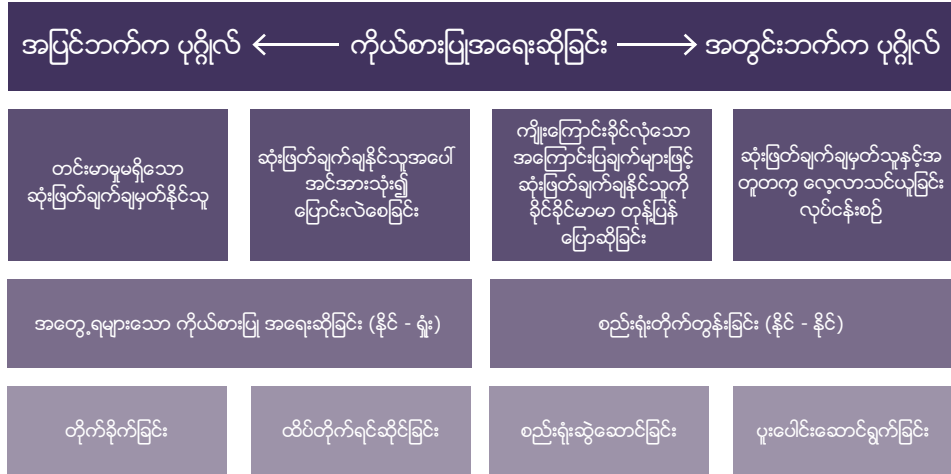 အပြင်ဘက်က ပုဂ္ဂိုလ် ← ကိုယ်စားပြုအရေးဆိုခြင်း → အတွင်းဘက်က ပုဂ္ဂိုလ်
တင်းမာမှုမရှိသော
ဆုံးဖြတ်ချက်ချမှတ်နိုင်သူ
ဆုံးဖြတ်ချက်ချနိုင်သူအပေါ်
အင်အားသုံး၍
ပြောင်းလဲစေခြင်း
ကျိုးကြောင်းခိုင်လုံသော
အကြောင်းပြချက်များဖြင့်
ဆုံးဖြတ်ချက်ချနိုင်သူကို
ခိုင်ခိုင်မာမာ တုန့်ပြန်
ပြောဆိုခြင်း
ဆုံးဖြတ်ချက်ချမှတ်သူနှင့်အ
တူတကွ လေ့လာသင်ယူခြင်း
လုပ်ငန်းစဉ်
အတွေ့ရများသော ကိုယ်စားပြု အရေးဆိုခြင်း (နိုင် - ရှုံး)
စည်းရုံးတိုက်တွန်းခြင်း (နိုင် - နိုင်)
တိုက်ခိုက်ခြင်း
ထိပ်တိုက်ရင်ဆိုင်ခြင်း
စည်းရုံးဆွဲဆောင်ခြင်း
ပူးပေါင်းဆောင်ရွက်ခြင်း